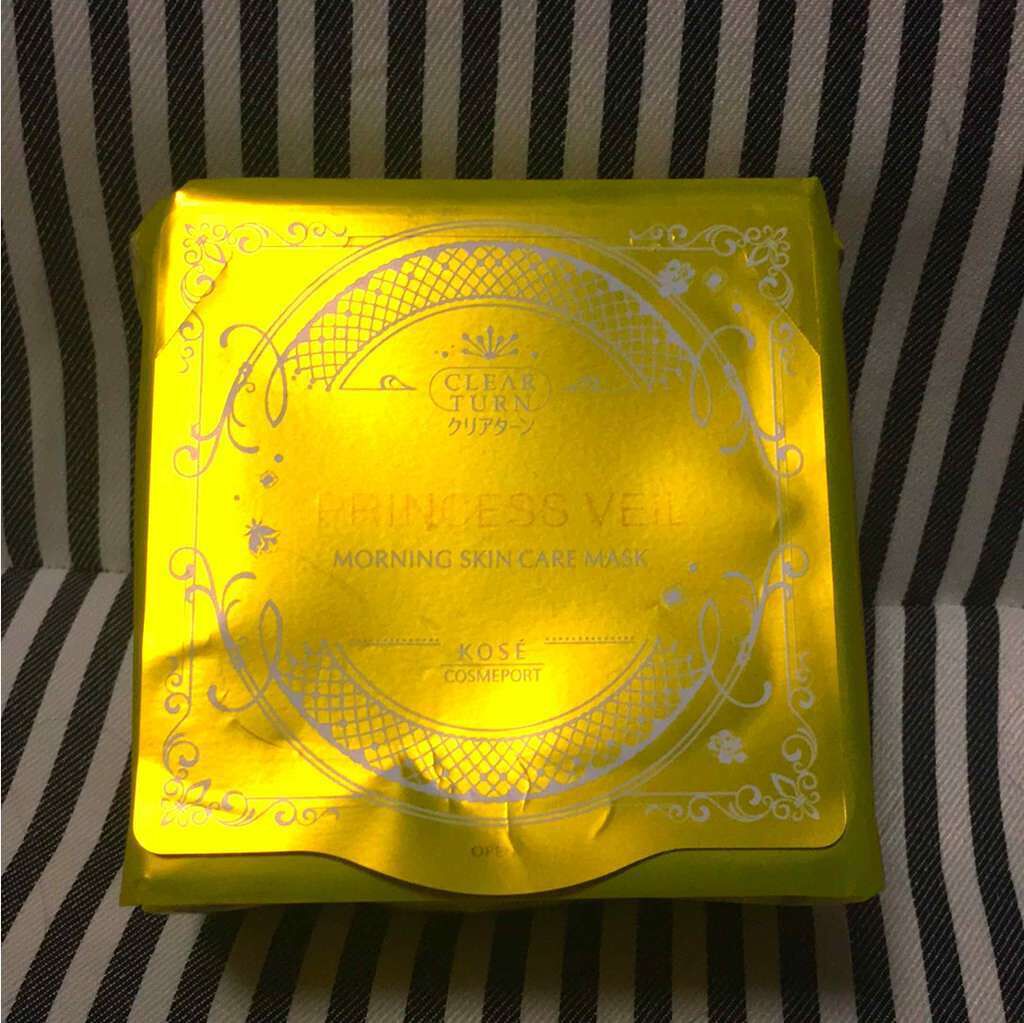 CLEAR
TURN
クリアターン
PRINCESS VEIL
MORNING SKIN CARE MASK
KOSÉ
COSMEPORT